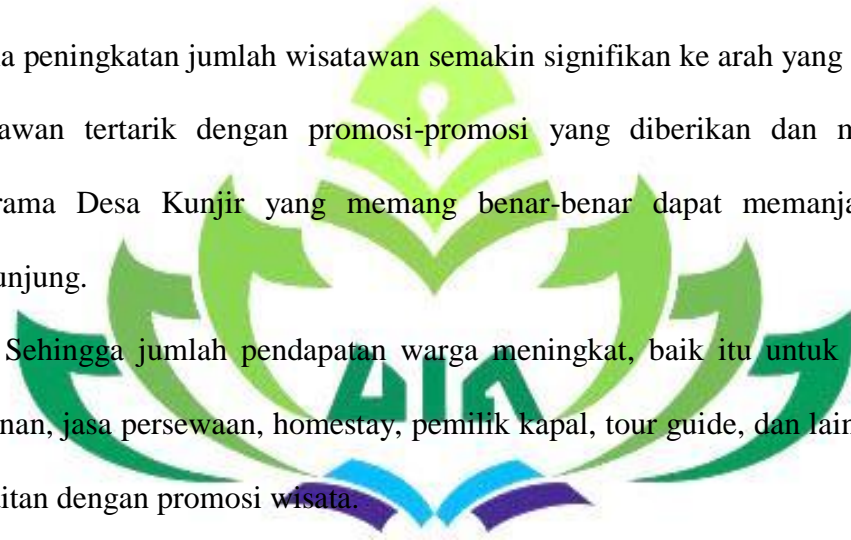 a peningkatan jumlah wisatawan semakin signifikan ke arah yang
awan tertarik dengan promosi-promosi yang diberikan dan m
rama Desa Kunjir yang memang benar-benar dapat memanja
unjung.
Sehingga jumlah pendapatan warga meningkat, baik itu untuk
nan, jasa persewaan, homestay, pemilik kapal, tour guide, dan lain
itan dengan promosi wisata.